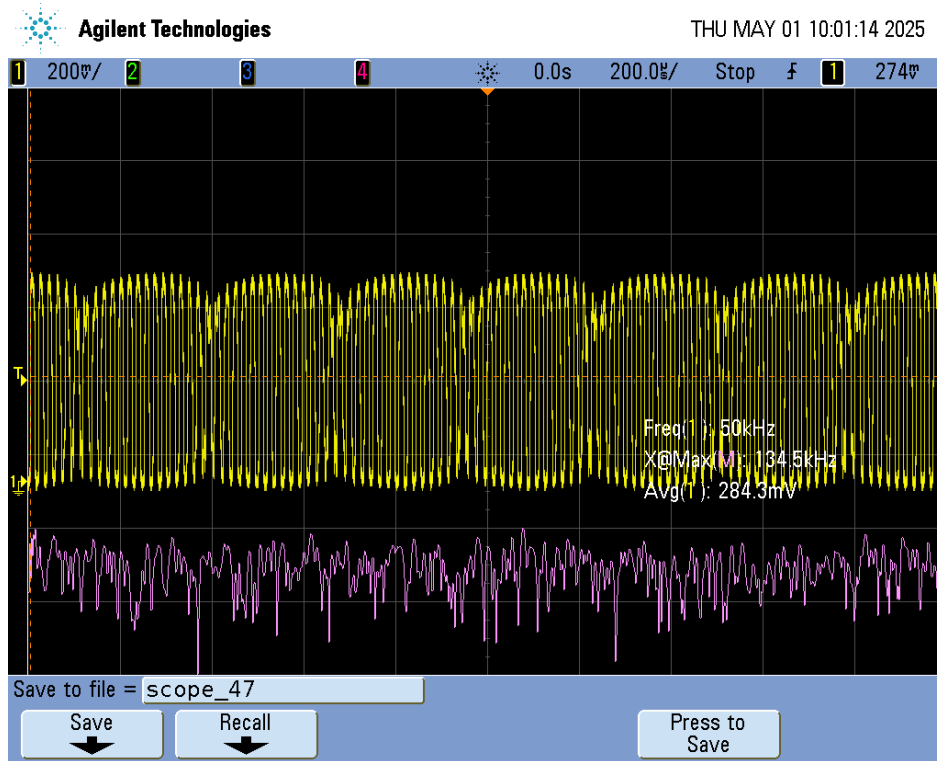 Agilent Technologies THU MAY 01 10:01:14 2025
1 200mV/ 2 3 4 0.0s 200.0µs/ Stop 1 274mV
T
1
Freq(1): 50kHz
X@Max(M): 134.5kHz
Avg(1): 284.3mV
Save to file = scope_47
Save Recall Press to
Save